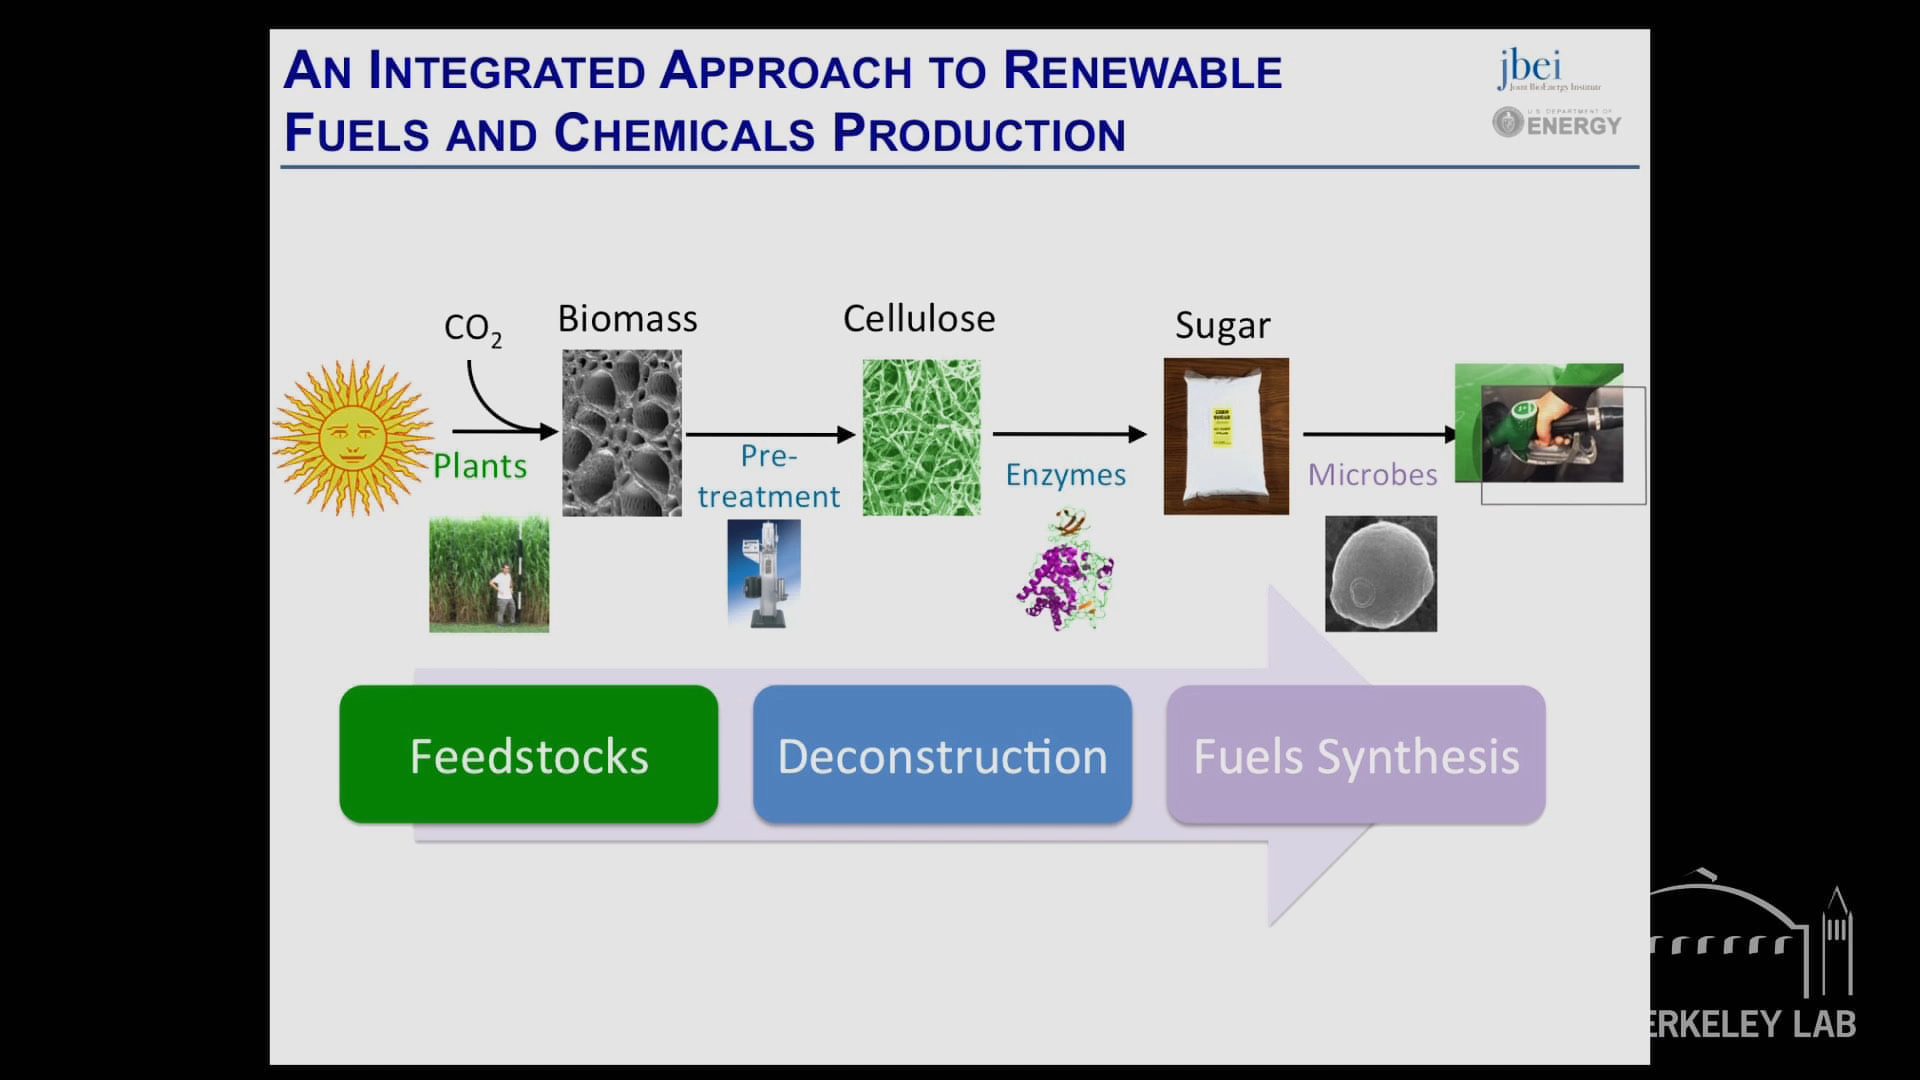 AN INTEGRATED APPROACH TO RENEWABLE
FUELS AND CHEMICALS PRODUCTION
jbei
Joint BioEnergy Institute
U.S. DEPARTMENT OF
ENERGY
CO2
Biomass
Cellulose
Sugar
Plants
Pre-
treatment
Enzymes
Microbes
Feedstocks
Deconstruction
Fuels Synthesis
ERKELEY LAB